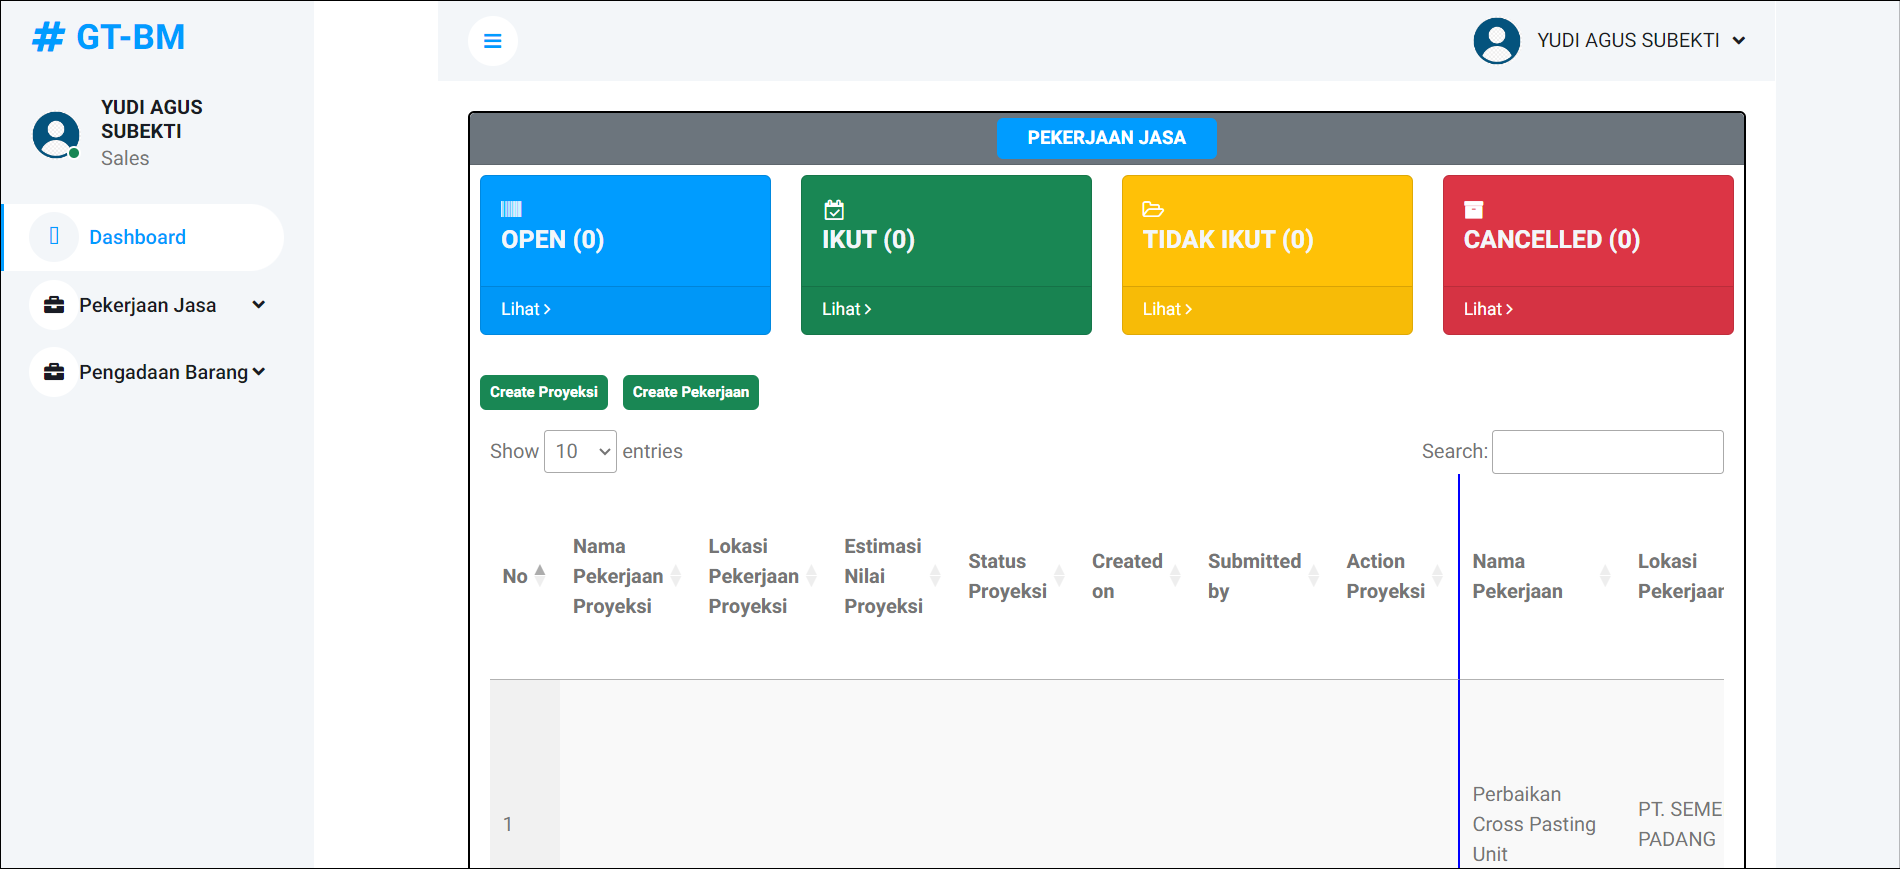 # GT-BM
YUDI AGUS
SUBEKTI
Sales
Dashboard
Pekerjaan Jasa
Pengadaan Barang
YUDI AGUS SUBEKTI
PEKERJAAN JASA
OPEN (0)
Lihat
IKUT (0)
Lihat
TIDAK IKUT (0)
Lihat
CANCELLED (0)
Lihat
Create Proyeksi
Create Pekerjaan
Show 10 entries
Search:
No
Nama
Pekerjaan
Proyeksi
Lokasi
Pekerjaan
Proyeksi
Estimasi
Nilai
Proyeksi
Status
Proyeksi
Created
on
Submitted
by
Action
Proyeksi
Nama
Pekerjaan
Lokasi
Pekerjaan
1
Perbaikan
Cross Pasting
Unit
PT. SEME
PADANG